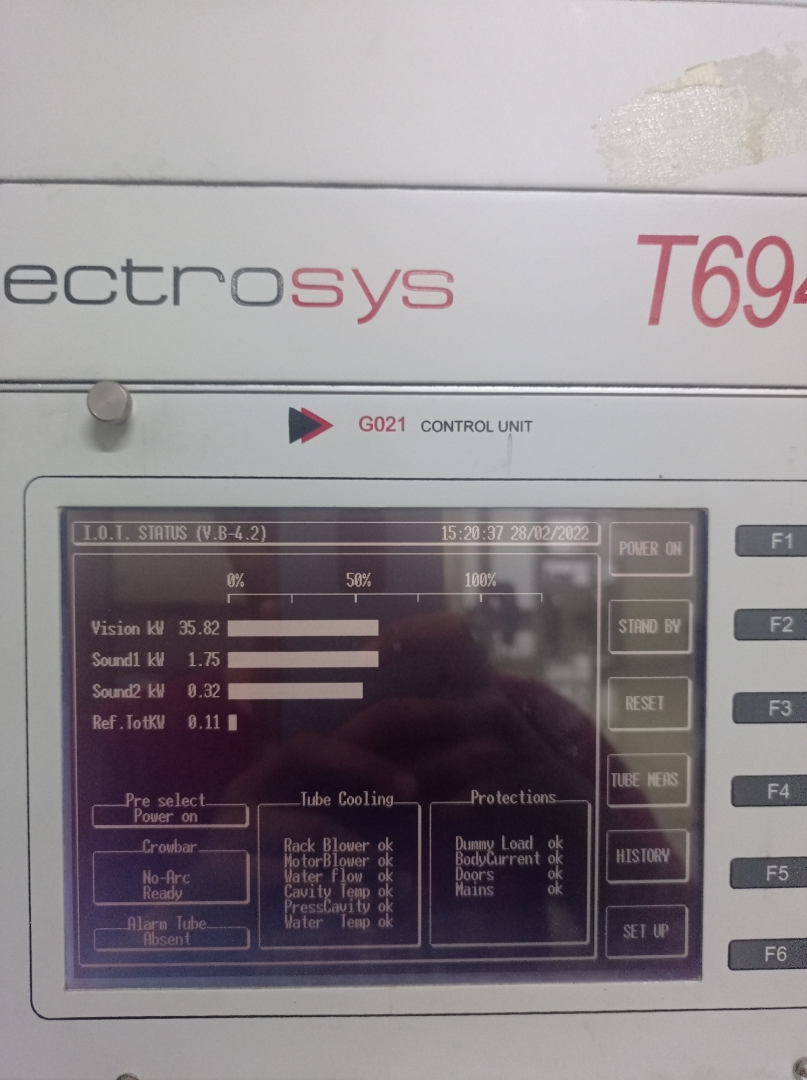 ectrosys
T694
G021 CONTROL UNIT
I.O.T. STATUS (V.B-4.2) 15:20:37 28/02/2022
0% 50% 100%
Vision kW 35.82
Sound1 kW 1.75
Sound2 kW 0.32
Ref.TotKW 0.11
Pre select
Power on
Crowbar
No-Arc
Ready
Alarm Tube
Absent
Tube Cooling
Rack Blower ok
MotorBlower ok
Water flow ok
Cavity Temp ok
PressCavity ok
Water Temp ok
Protections
Dummy Load ok
BodyCurrent ok
Doors ok
Mains ok
POWER ON F1
STAND BY F2
RESET F3
TUBE MEAS F4
HISTORY F5
SET UP F6